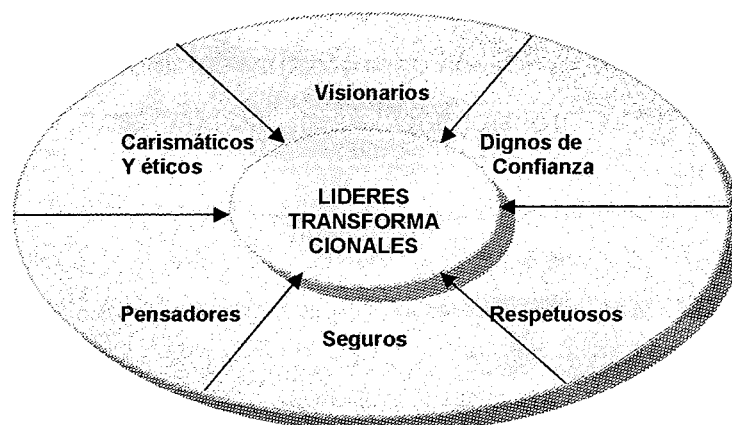 Visionarios
Carismáticos
Y éticos
Dignos de
Confianza
LIDERES
TRANSFORMA
CIONALES
Pensadores
Seguros
Respetuosos